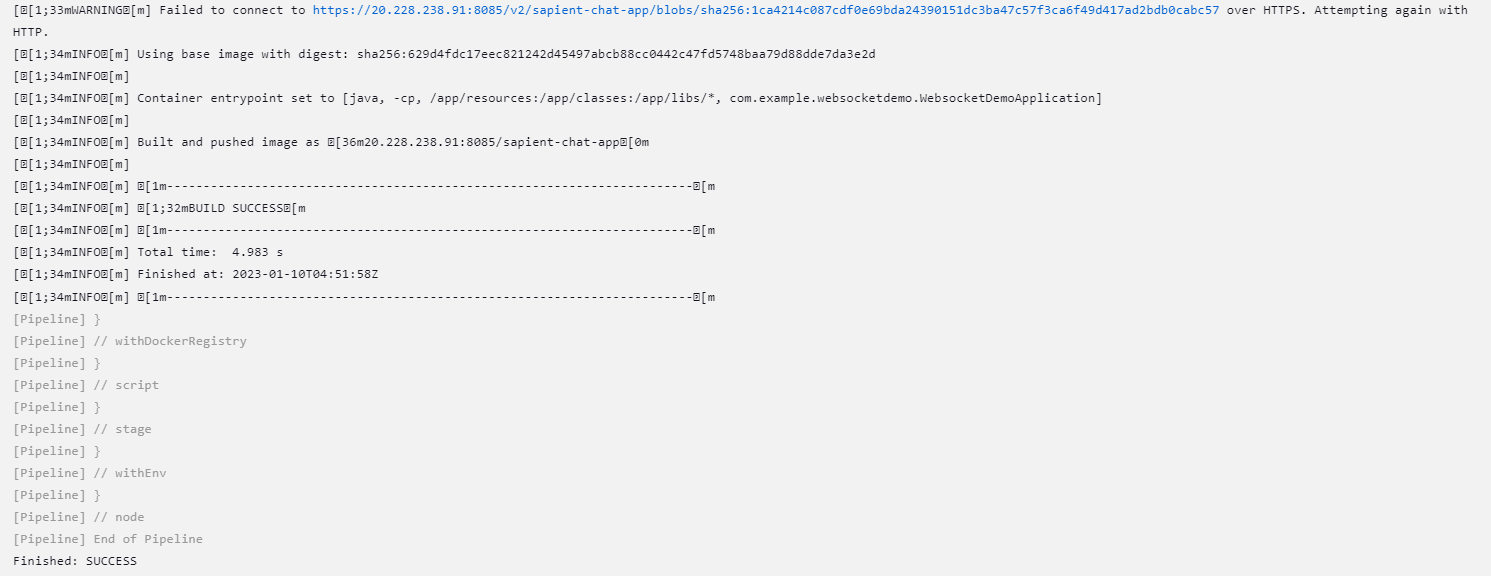 [�[1;33mWARNING�[m] Failed to connect to https://20.228.238.91:8085/v2/sapient-chat-app/blobs/sha256:1ca4214c087cdf0e69bda24390151dc3ba47c57f3ca6f49d417ad2bdb0cabc57 over HTTPS. Attempting again with
HTTP.
[�[1;34mINFO�[m] Using base image with digest: sha256:629d4fdc17eec821242d45497abcb88cc0442c47fd5748baa79d88dde7da3e2d
[�[1;34mINFO�[m]
[�[1;34mINFO�[m] Container entrypoint set to [java, -cp, /app/resources:/app/classes:/app/libs/*, com.example.websocketdemo.WebsocketDemoApplication]
[�[1;34mINFO�[m]
[�[1;34mINFO�[m] Built and pushed image as �[36m20.228.238.91:8085/sapient-chat-app�[0m
[�[1;34mINFO�[m]
[�[1;34mINFO�[m] �[1m------------------------------------------------------------------------�[m
[�[1;34mINFO�[m] �[1;32mBUILD SUCCESS�[m
[�[1;34mINFO�[m] �[1m------------------------------------------------------------------------�[m
[�[1;34mINFO�[m] Total time:  4.983 s
[�[1;34mINFO�[m] Finished at: 2023-01-10T04:51:58Z
[�[1;34mINFO�[m] �[1m------------------------------------------------------------------------�[m
[Pipeline] }
[Pipeline] // withDockerRegistry
[Pipeline] }
[Pipeline] // script
[Pipeline] }
[Pipeline] // stage
[Pipeline] }
[Pipeline] // withEnv
[Pipeline] }
[Pipeline] // node
[Pipeline] End of Pipeline
Finished: SUCCESS